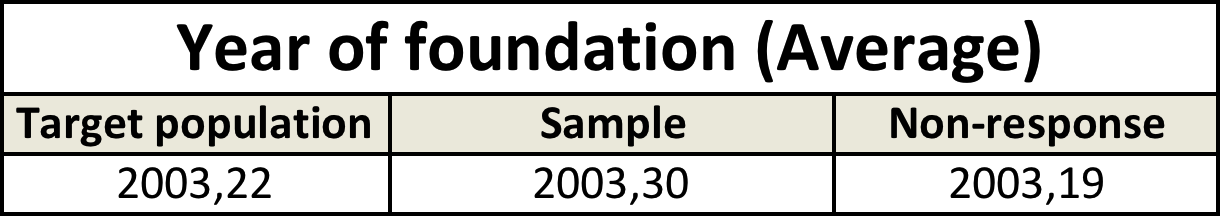 Year of foundation (Average)
Target population Sample Non-response
2003,22 2003,30 2003,19